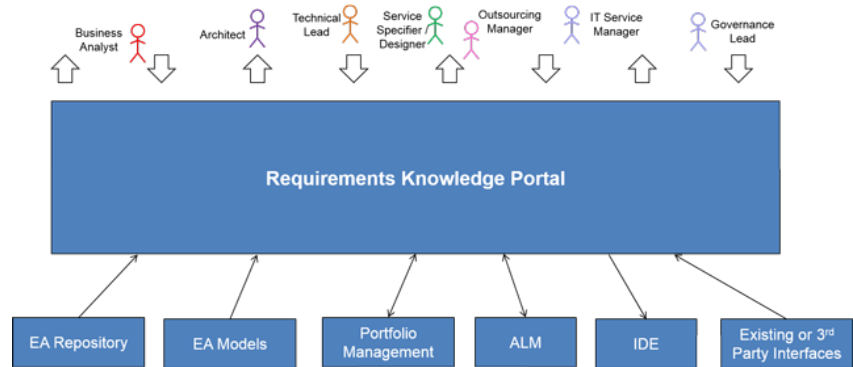 Business
Analyst
Architect
Technical
Lead
Service
Specifier /
Designer
Outsourcing
Manager
IT Service
Manager
Governance
Lead
Requirements Knowledge Portal
EA Repository
EA Models
Portfolio
Management
ALM
IDE
Existing or 3rd
Party Interfaces